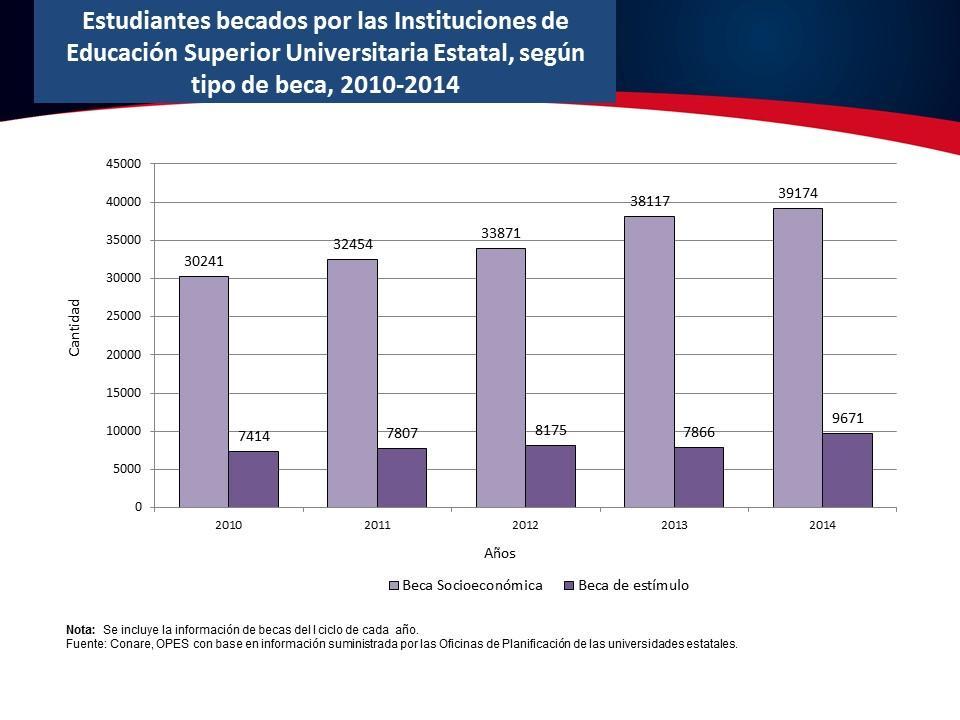 Estudiantes becados por las Instituciones de
Educación Superior Universitaria Estatal, según
tipo de beca, 2010-2014
45000
40000
35000
30000
25000
20000
15000
10000
5000
0
Cantidad
30241
7414
32454
7807
33871
8175
38117
7866
39174
9671
2010
2011
2012
2013
2014
Años
Beca Socioeconómica
Beca de estímulo
Nota: Se incluye la información de becas del I ciclo de cada año.
Fuente: Conare, OPES con base en información suministrada por las Oficinas de Planificación de las universidades estatales.